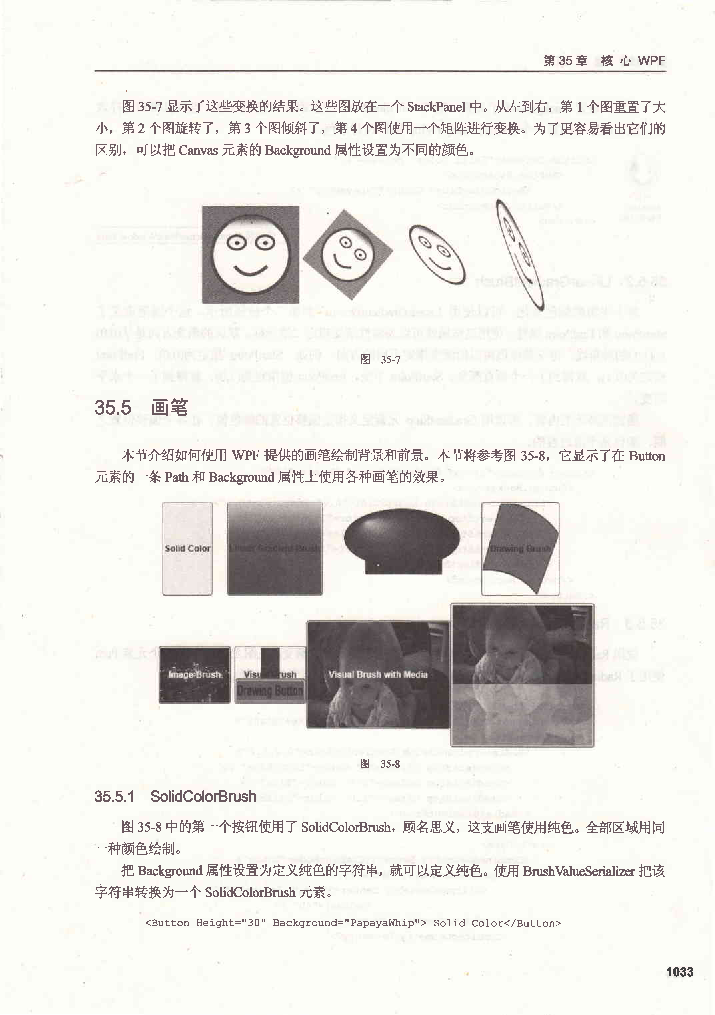 第35章 核 心 WPF
图 35-7 显示了这些变换的结果。这些图放在一个 StackPanel 中。从左到右，第 1 个图重置了大
小，第 2 个图旋转了，第 3 个图倾斜了，第 4 个图使用一个矩阵进行变换。为了更容易看出它们的
区别，可以把 Canvas 元素的 Background 属性设置为不同的颜色。
图 35-7
35.5 画笔
本节介绍如何使用 WPF 提供的画笔绘制背景和前景。本节将参考图 35-8，它显示了在 Button
元素的一条 Path 和 Background 属性上使用各种画笔的效果。
Solid Color
Linear Gradient Brush
Drawing Brush
Image Brush
Visual Brush
Drawing Button
Visual Brush with Media
图 35-8
35.5.1 SolidColorBrush
图 35-8 中的第一个按钮使用了 SolidColorBrush，顾名思义，这支画笔使用纯色。全部区域用同
一种颜色绘制。
把 Background 属性设置为定义纯色的字符串，就可以定义纯色。使用 BrushValueSerializer 把该
字符串转换为一个 SolidColorBrush 元素。
<Button Height="30" Background="PapayaWhip"> Solid Color</Button>
1033